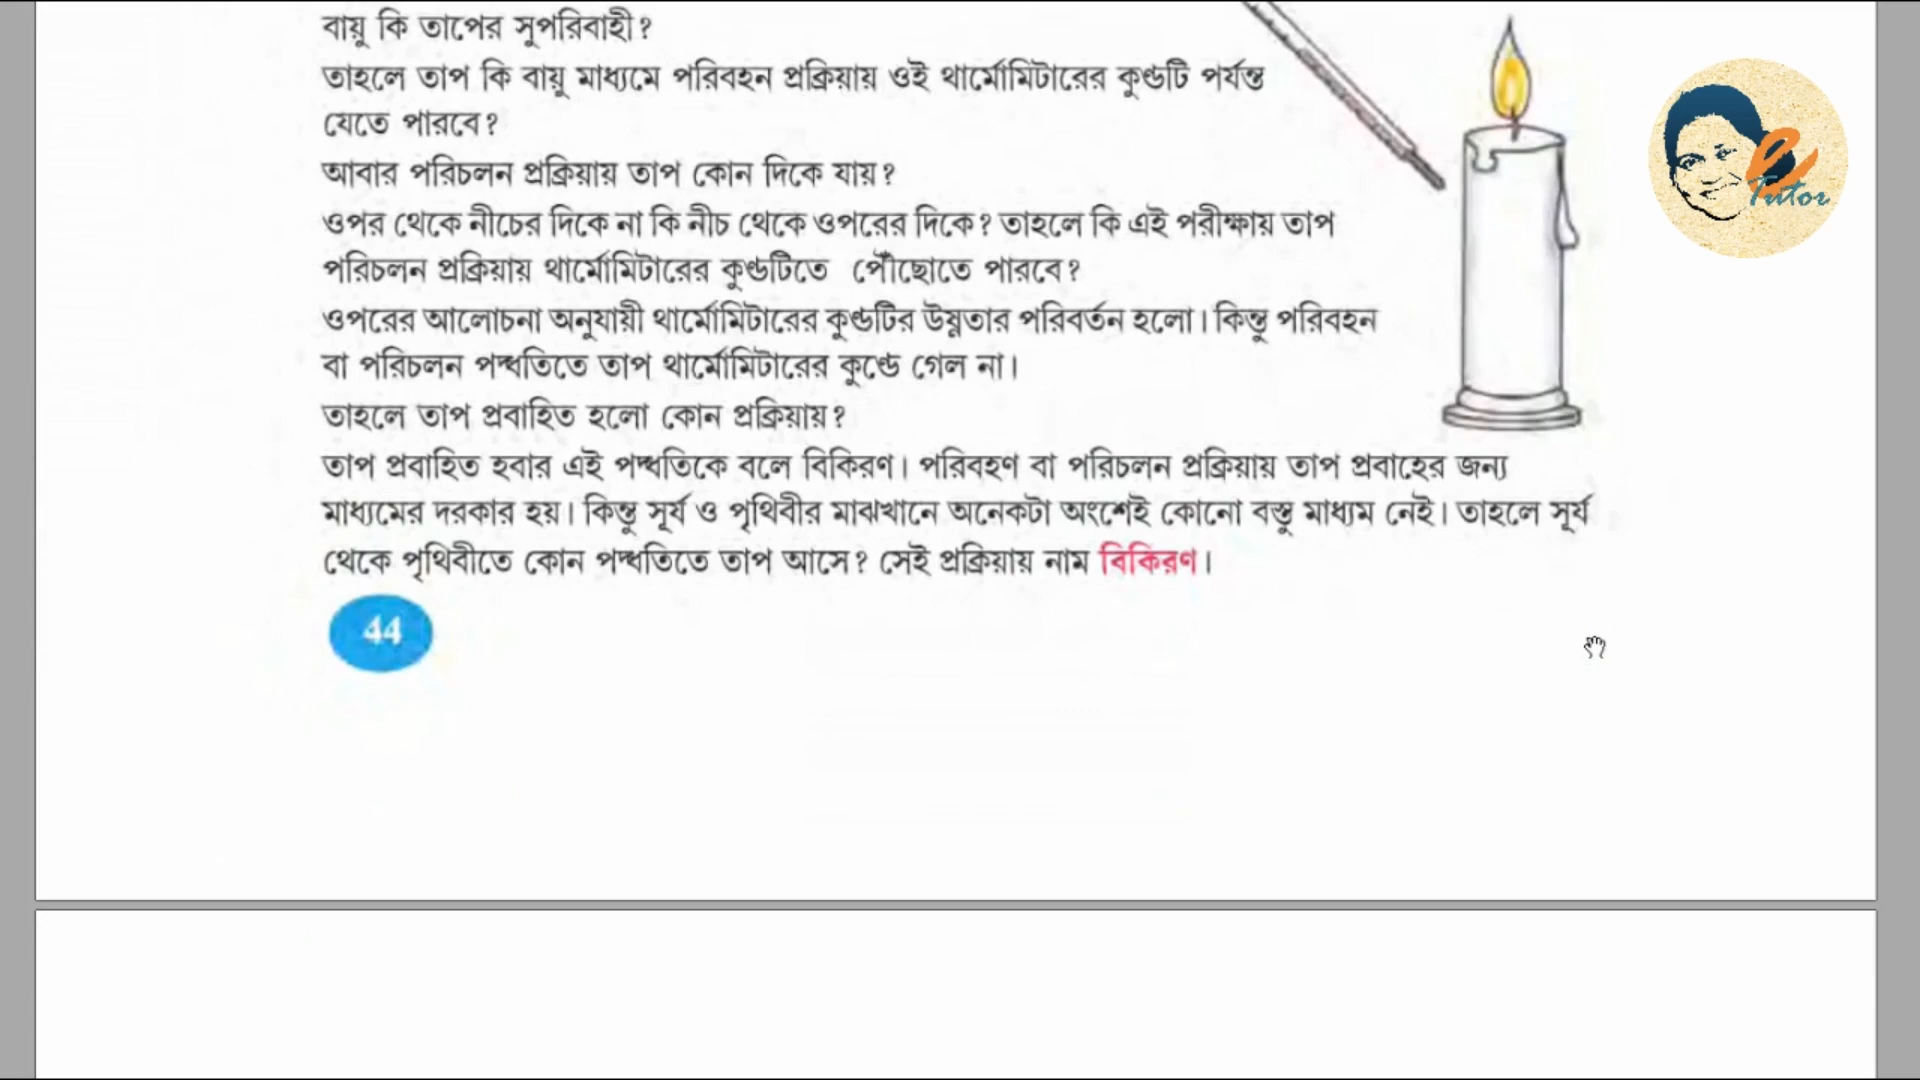 বায়ু কি তাপের সুপরিবাহী?
তাহলে তাপ কি বায়ু মাধ্যমে পরিবহন প্রক্রিয়ায় ওই থার্মোমিটারের কুণ্ডটি পর্যন্ত
যেতে পারবে?
আবার পরিচলন প্রক্রিয়ায় তাপ কোন দিকে যায়?
ওপর থেকে নীচের দিকে না কি নীচ থেকে ওপরের দিকে? তাহলে কি এই পরীক্ষায় তাপ
পরিচলন প্রক্রিয়ায় থার্মোমিটারের কুণ্ডটিতে পৌঁছোতে পারবে?
ওপরের আলোচনা অনুযায়ী থার্মোমিটারের কুণ্ডটির উষ্ণতার পরিবর্তন হলো। কিন্তু পরিবহন
বা পরিচলন পদ্ধতিতে তাপ থার্মোমিটারের কুণ্ডে গেল না।
তাহলে তাপ প্রবাহিত হলো কোন প্রক্রিয়ায়?
তাপ প্রবাহিত হবার এই পদ্ধতিকে বলে বিকিরণ। পরিবহণ বা পরিচলন প্রক্রিয়ায় তাপ প্রবাহের জন্য
মাধ্যমের দরকার হয়। কিন্তু সূর্য ও পৃথিবীর মাঝখানে অনেকটা অংশেই কোনো বস্তু মাধ্যম নেই। তাহলে সূর্য
থেকে পৃথিবীতে কোন পদ্ধতিতে তাপ আসে? সেই প্রক্রিয়ায় নাম বিকিরণ।
44
e Tutor